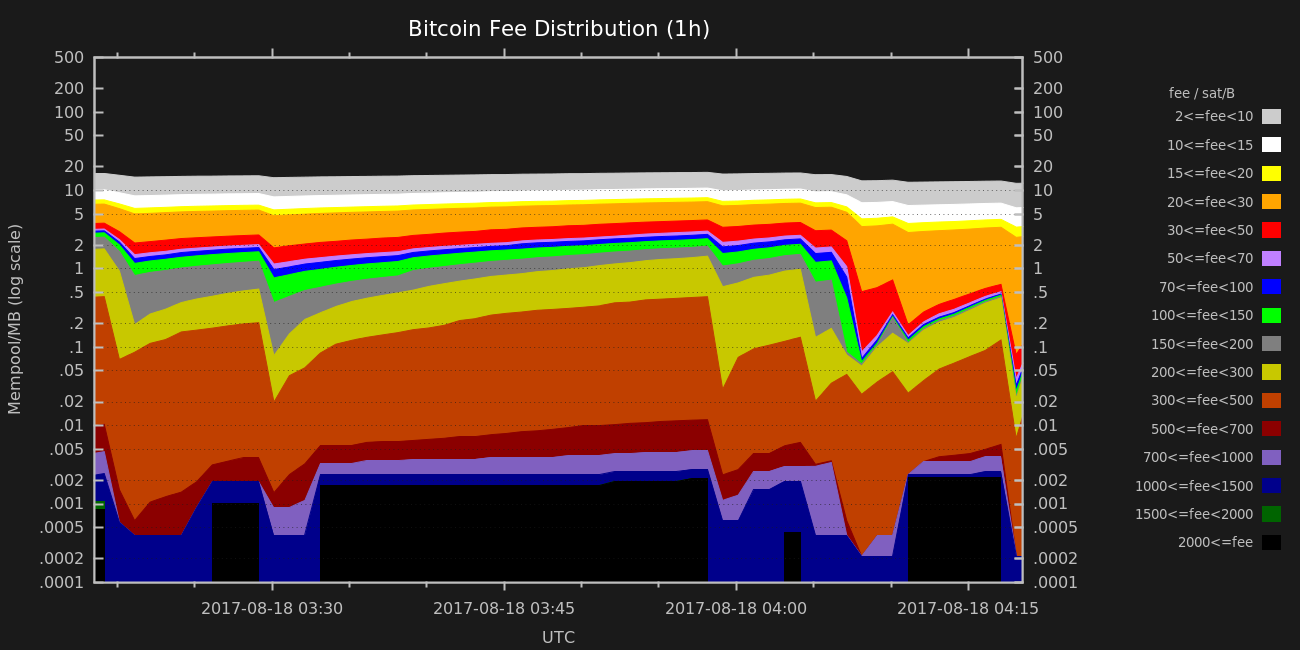 Bitcoin Fee Distribution (1h)
500
200
100
50
20
10
5
2
1
.5
.2
.1
.05
.02
.01
.005
.002
.001
.0005
.0002
.0001
Mempool/MB (log scale)
500
200
100
50
20
10
5
2
1
.5
.2
.1
.05
.02
.01
.005
.002
.001
.0005
.0002
.0001
2017-08-18 03:30
2017-08-18 03:45
2017-08-18 04:00
2017-08-18 04:15
UTC
fee / sat/B
2<=fee<10
10<=fee<15
15<=fee<20
20<=fee<30
30<=fee<50
50<=fee<70
70<=fee<100
100<=fee<150
150<=fee<200
200<=fee<300
300<=fee<500
500<=fee<700
700<=fee<1000
1000<=fee<1500
1500<=fee<2000
2000<=fee